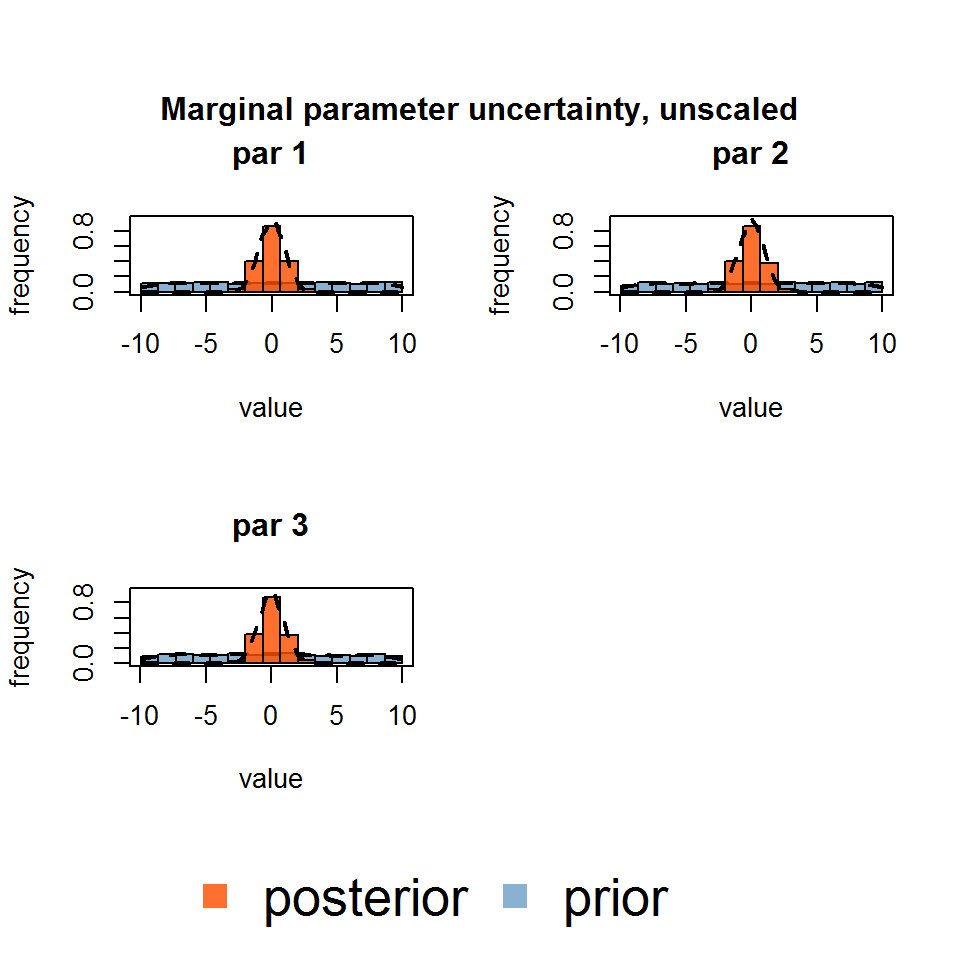 Marginal parameter uncertainty, unscaled
par 1
frequency
0.0 0.8
-10 -5 0 5 10
value
par 2
frequency
0.0 0.8
-10 -5 0 5 10
value
par 3
frequency
0.0 0.8
-10 -5 0 5 10
value
posterior prior